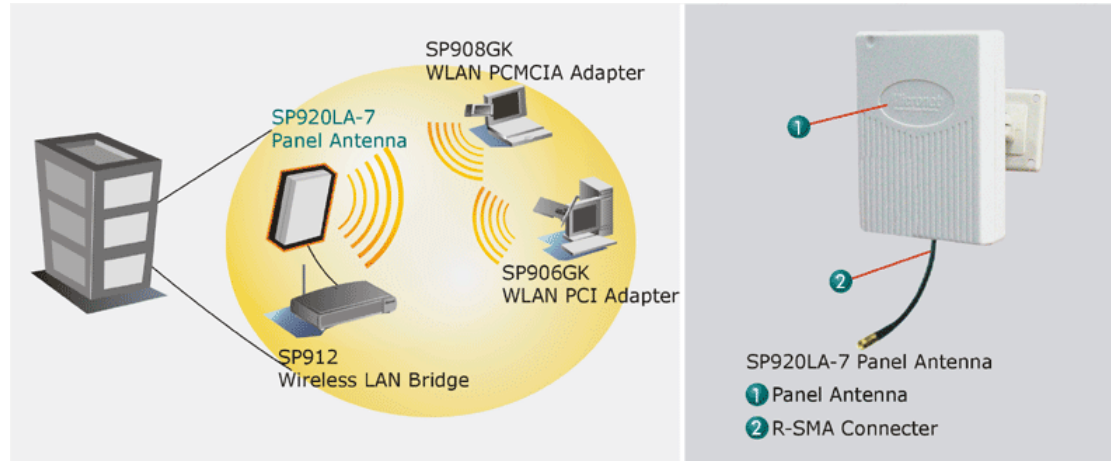 SP908GK
WLAN PCMCIA Adapter
SP920LA-7
Panel Antenna
SP906GK
WLAN PCI Adapter
SP912
Wireless LAN Bridge
Micronet
1
2
SP920LA-7 Panel Antenna
1 Panel Antenna
2 R-SMA Connecter